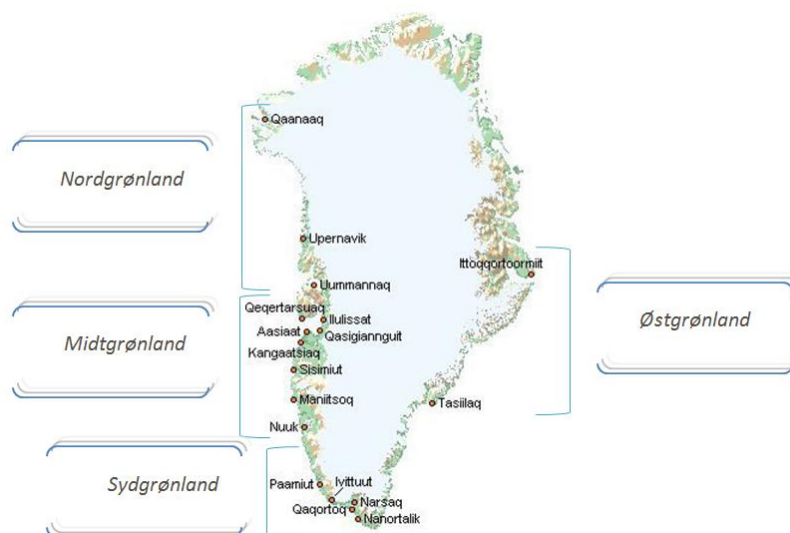 Qaanaaq
Nordgrønland
Upernavik
Ittoqqortoormiit
Uummannaq
Qeqertarsuaq
Ilulissat
Østgrønland
Aasiaat
Qasigiannguit
Midtgrønland
Kangaatsiaq
Sisimiut
Maniitsoq
Tasiilaq
Nuuk
Sydgrønland
Paamiut
Ivittuut
Narsaq
Qaqortoq
Nanortalik